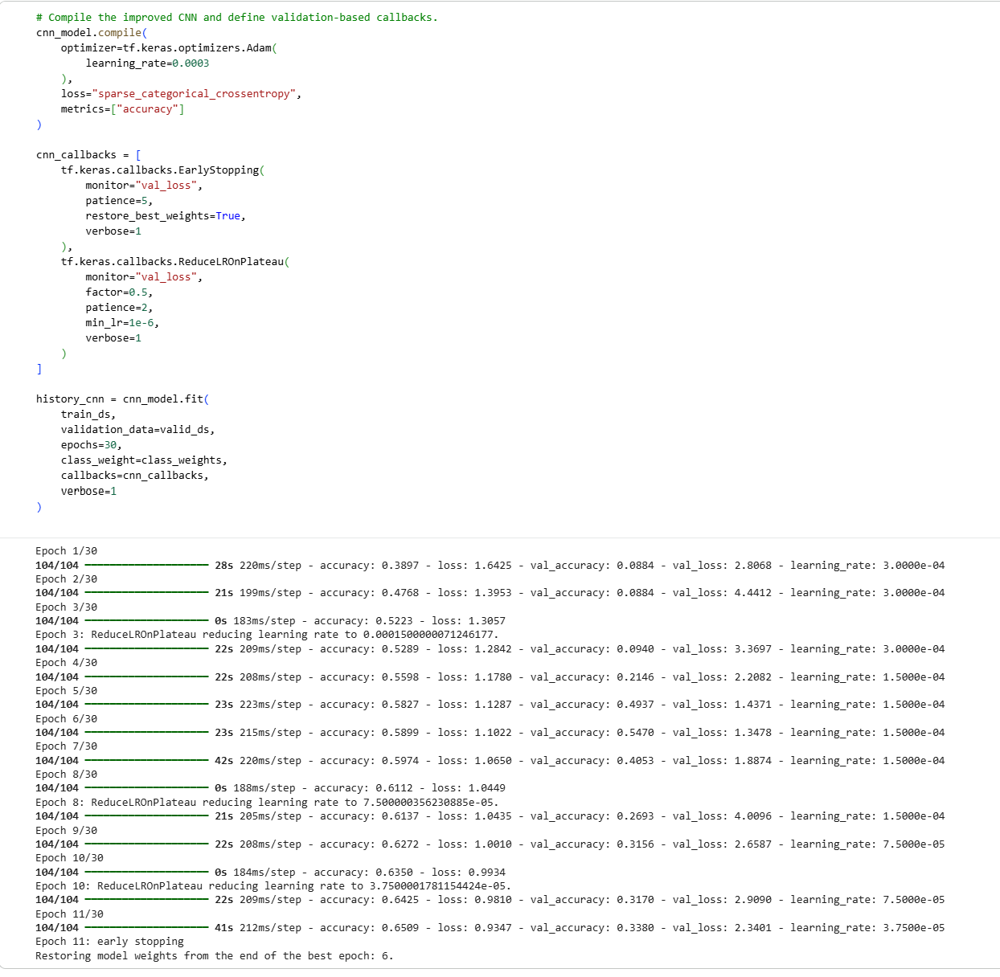 # Compile the improved CNN and define validation-based callbacks.
cnn_model.compile(
    optimizer=tf.keras.optimizers.Adam(
        learning_rate=0.0003
    ),
    loss="sparse_categorical_crossentropy",
    metrics=["accuracy"]
)

cnn_callbacks = [
    tf.keras.callbacks.EarlyStopping(
        monitor="val_loss",
        patience=5,
        restore_best_weights=True,
        verbose=1
    ),
    tf.keras.callbacks.ReduceLROnPlateau(
        monitor="val_loss",
        factor=0.5,
        patience=2,
        min_lr=1e-6,
        verbose=1
    )
]

history_cnn = cnn_model.fit(
    train_ds,
    validation_data=valid_ds,
    epochs=30,
    class_weight=class_weights,
    callbacks=cnn_callbacks,
    verbose=1
)

Epoch 1/30
104/104 ━━━━━━━━━━━━━━━━━━━━ 28s 220ms/step - accuracy: 0.3897 - loss: 1.6425 - val_accuracy: 0.0884 - val_loss: 2.8068 - learning_rate: 3.0000e-04
Epoch 2/30
104/104 ━━━━━━━━━━━━━━━━━━━━ 21s 199ms/step - accuracy: 0.4768 - loss: 1.3953 - val_accuracy: 0.0884 - val_loss: 4.4412 - learning_rate: 3.0000e-04
Epoch 3/30
104/104 ━━━━━━━━━━━━━━━━━━━━ 0s 183ms/step - accuracy: 0.5223 - loss: 1.3057
Epoch 3: ReduceLROnPlateau reducing learning rate to 0.0001500000071246177.
104/104 ━━━━━━━━━━━━━━━━━━━━ 22s 209ms/step - accuracy: 0.5289 - loss: 1.2842 - val_accuracy: 0.0940 - val_loss: 3.3697 - learning_rate: 3.0000e-04
Epoch 4/30
104/104 ━━━━━━━━━━━━━━━━━━━━ 22s 208ms/step - accuracy: 0.5598 - loss: 1.1780 - val_accuracy: 0.2146 - val_loss: 2.2082 - learning_rate: 1.5000e-04
Epoch 5/30
104/104 ━━━━━━━━━━━━━━━━━━━━ 23s 223ms/step - accuracy: 0.5827 - loss: 1.1287 - val_accuracy: 0.4937 - val_loss: 1.4371 - learning_rate: 1.5000e-04
Epoch 6/30
104/104 ━━━━━━━━━━━━━━━━━━━━ 23s 215ms/step - accuracy: 0.5899 - loss: 1.1022 - val_accuracy: 0.5470 - val_loss: 1.3478 - learning_rate: 1.5000e-04
Epoch 7/30
104/104 ━━━━━━━━━━━━━━━━━━━━ 42s 220ms/step - accuracy: 0.5974 - loss: 1.0650 - val_accuracy: 0.4053 - val_loss: 1.8874 - learning_rate: 1.5000e-04
Epoch 8/30
104/104 ━━━━━━━━━━━━━━━━━━━━ 0s 188ms/step - accuracy: 0.6112 - loss: 1.0449
Epoch 8: ReduceLROnPlateau reducing learning rate to 7.500000356230885e-05.
104/104 ━━━━━━━━━━━━━━━━━━━━ 21s 205ms/step - accuracy: 0.6137 - loss: 1.0435 - val_accuracy: 0.2693 - val_loss: 4.0096 - learning_rate: 1.5000e-04
Epoch 9/30
104/104 ━━━━━━━━━━━━━━━━━━━━ 22s 208ms/step - accuracy: 0.6272 - loss: 1.0010 - val_accuracy: 0.3156 - val_loss: 2.6587 - learning_rate: 7.5000e-05
Epoch 10/30
104/104 ━━━━━━━━━━━━━━━━━━━━ 0s 184ms/step - accuracy: 0.6350 - loss: 0.9934
Epoch 10: ReduceLROnPlateau reducing learning rate to 3.7500001781154424e-05.
104/104 ━━━━━━━━━━━━━━━━━━━━ 22s 209ms/step - accuracy: 0.6425 - loss: 0.9810 - val_accuracy: 0.3170 - val_loss: 2.9090 - learning_rate: 7.5000e-05
Epoch 11/30
104/104 ━━━━━━━━━━━━━━━━━━━━ 41s 212ms/step - accuracy: 0.6509 - loss: 0.9347 - val_accuracy: 0.3380 - val_loss: 2.3401 - learning_rate: 3.7500e-05
Epoch 11: early stopping
Restoring model weights from the end of the best epoch: 6.